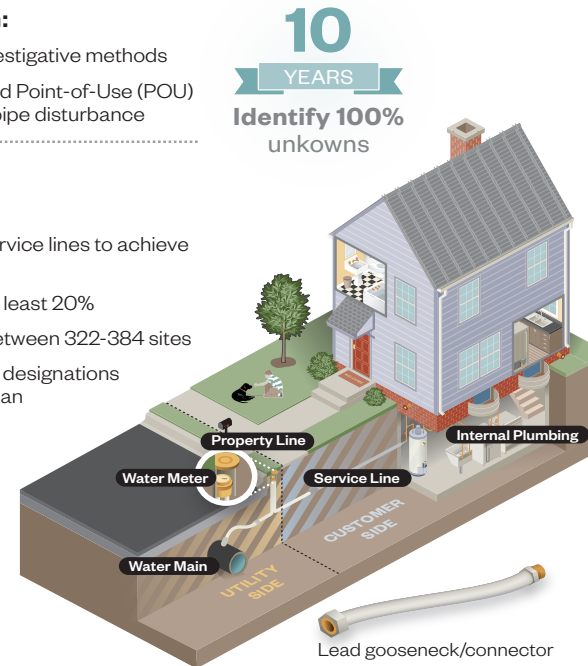 estigative methods
d Point-of-Use (POU)
pipe disturbance
10
YEARS
Identify 100%
unkowns
rvice lines to achieve
least 20%
etween 322-384 sites
designations
an
Property Line
Internal Plumbing
Water Meter
Service Line
Water Main
UTILITY
SIDE
CUSTOMER
SIDE
Lead gooseneck/connector